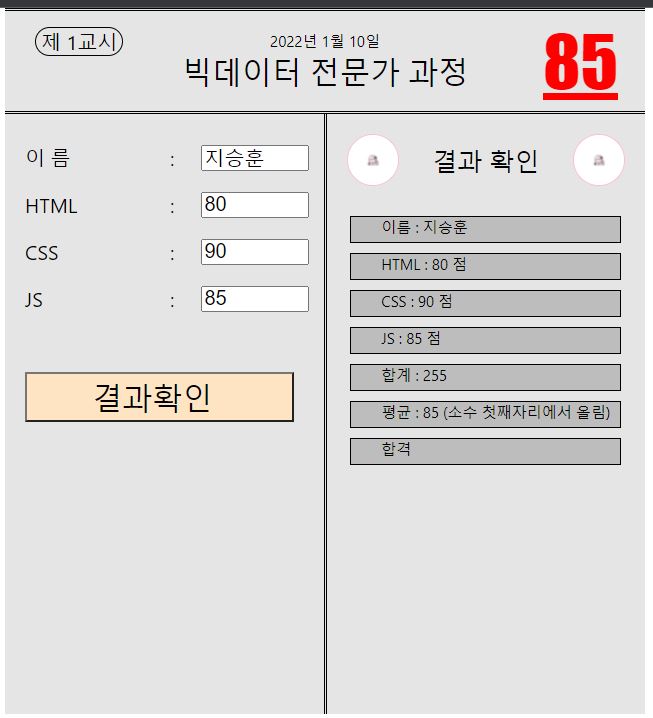 제 1교시
2022년 1월 10일
빅데이터 전문가 과정
85
이 름 : 지승훈
HTML : 80
CSS : 90
JS : 85
결과확인
결과 확인
이름 : 지승훈
HTML : 80 점
CSS : 90 점
JS : 85 점
합계 : 255
평균 : 85 (소수 첫째자리에서 올림)
합격